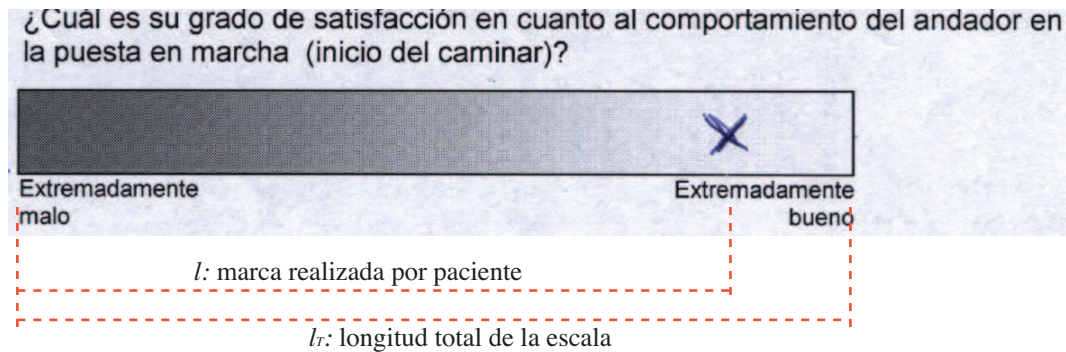 ¿Cuál es su grado de satisfacción en cuanto al comportamiento del andador en
la puesta en marcha (inicio del caminar)?
Extremadamente
malo
Extremadamente
bueno
l: marca realizada por paciente
lT: longitud total de la escala